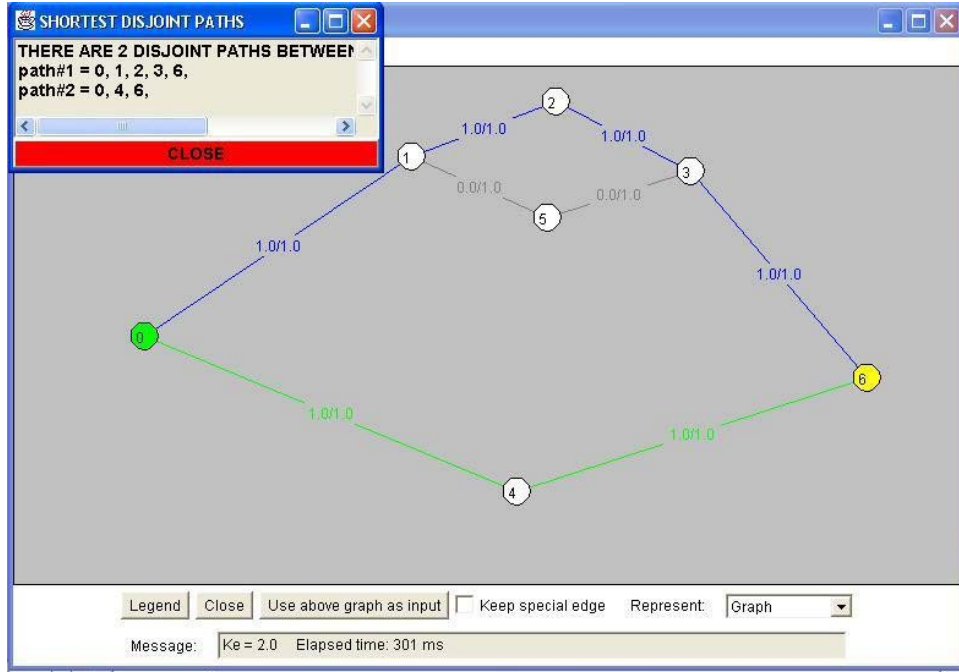 SHORTEST DISJOINT PATHS
THERE ARE 2 DISJOINT PATHS BETWEEN
path#1 = 0, 1, 2, 3, 6,
path#2 = 0, 4, 6,
CLOSE
2
1.0/1.0
1.0/1.0
1
3
0.0/1.0
0.0/1.0
5
1.0/1.0
1.0/1.0
0
6
1.0/1.0
1.0/1.0
4
Legend Close Use above graph as input Keep special edge Represent: Graph
Message: Ke = 2.0 Elapsed time: 301 ms